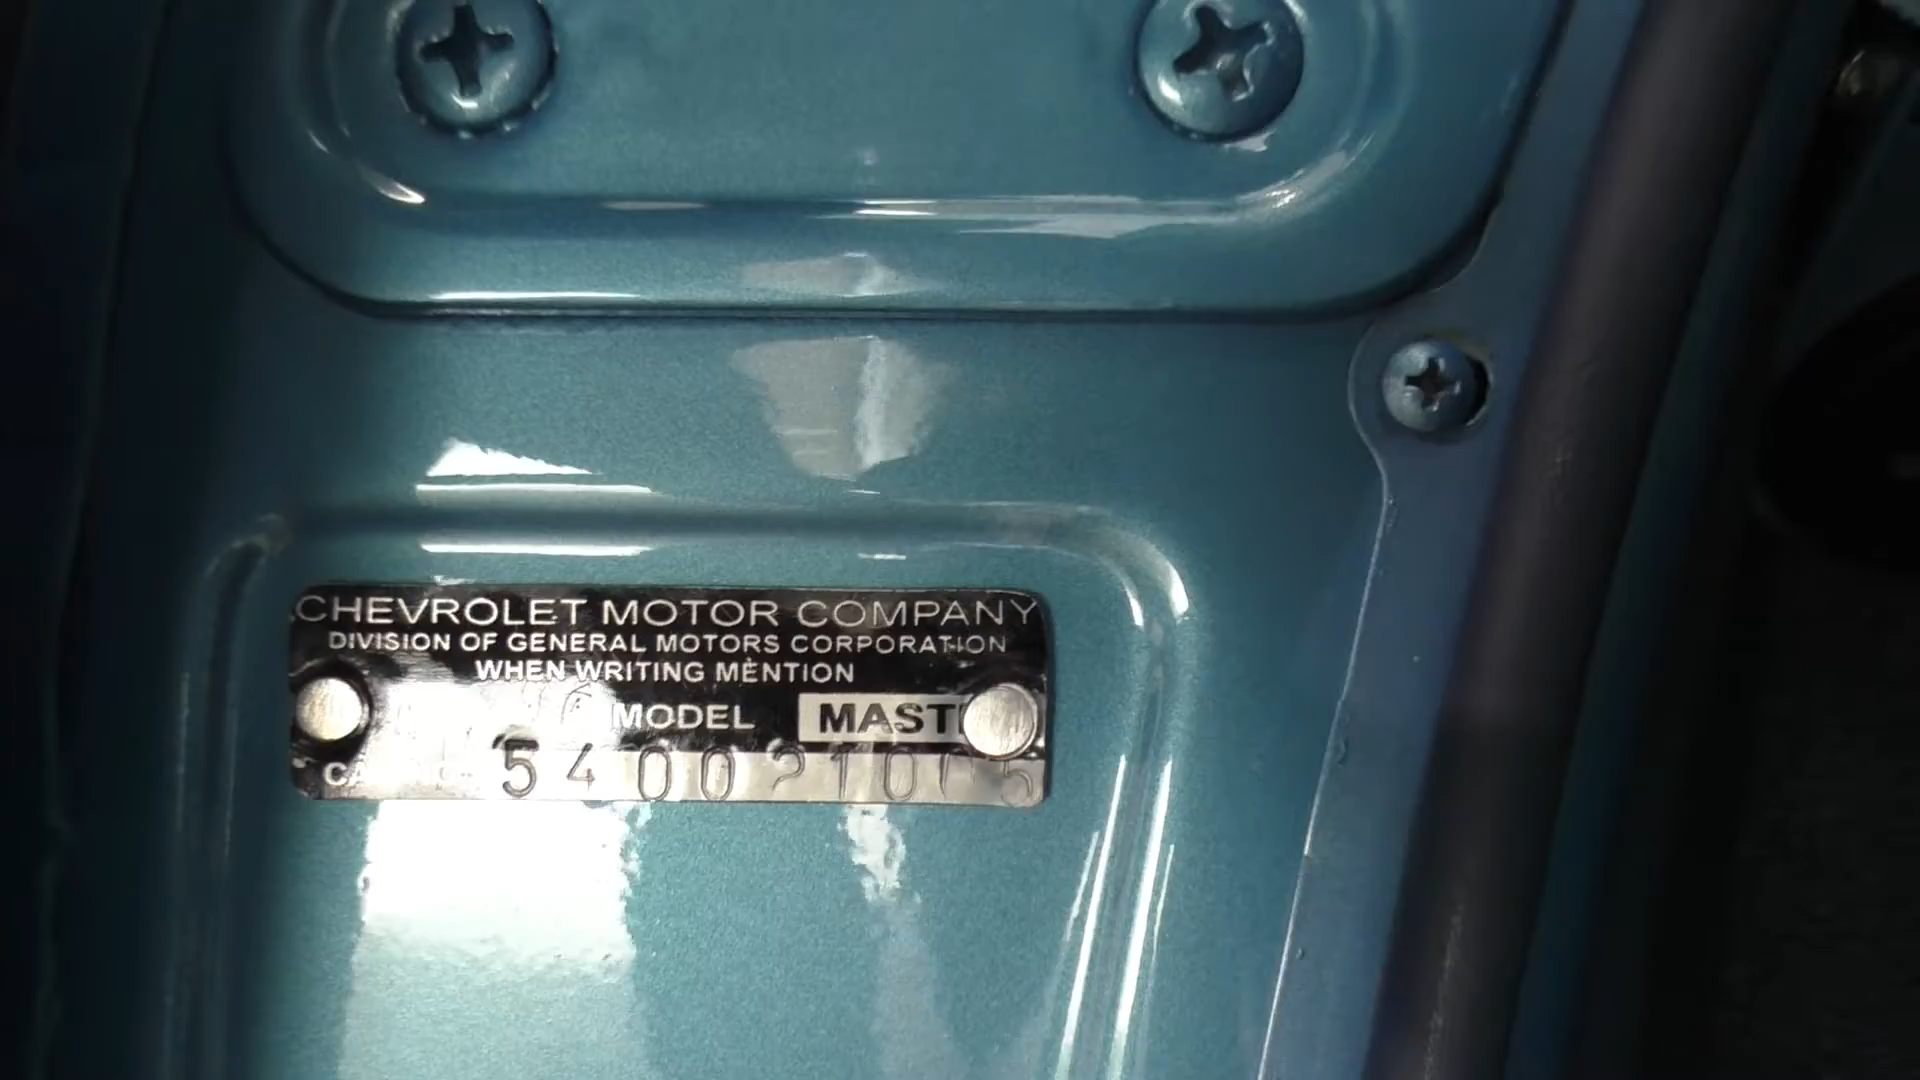 CHEVROLET MOTOR COMPANY
DIVISION OF GENERAL MOTORS CORPORATION
WHEN WRITING MENTION
MODEL MAST